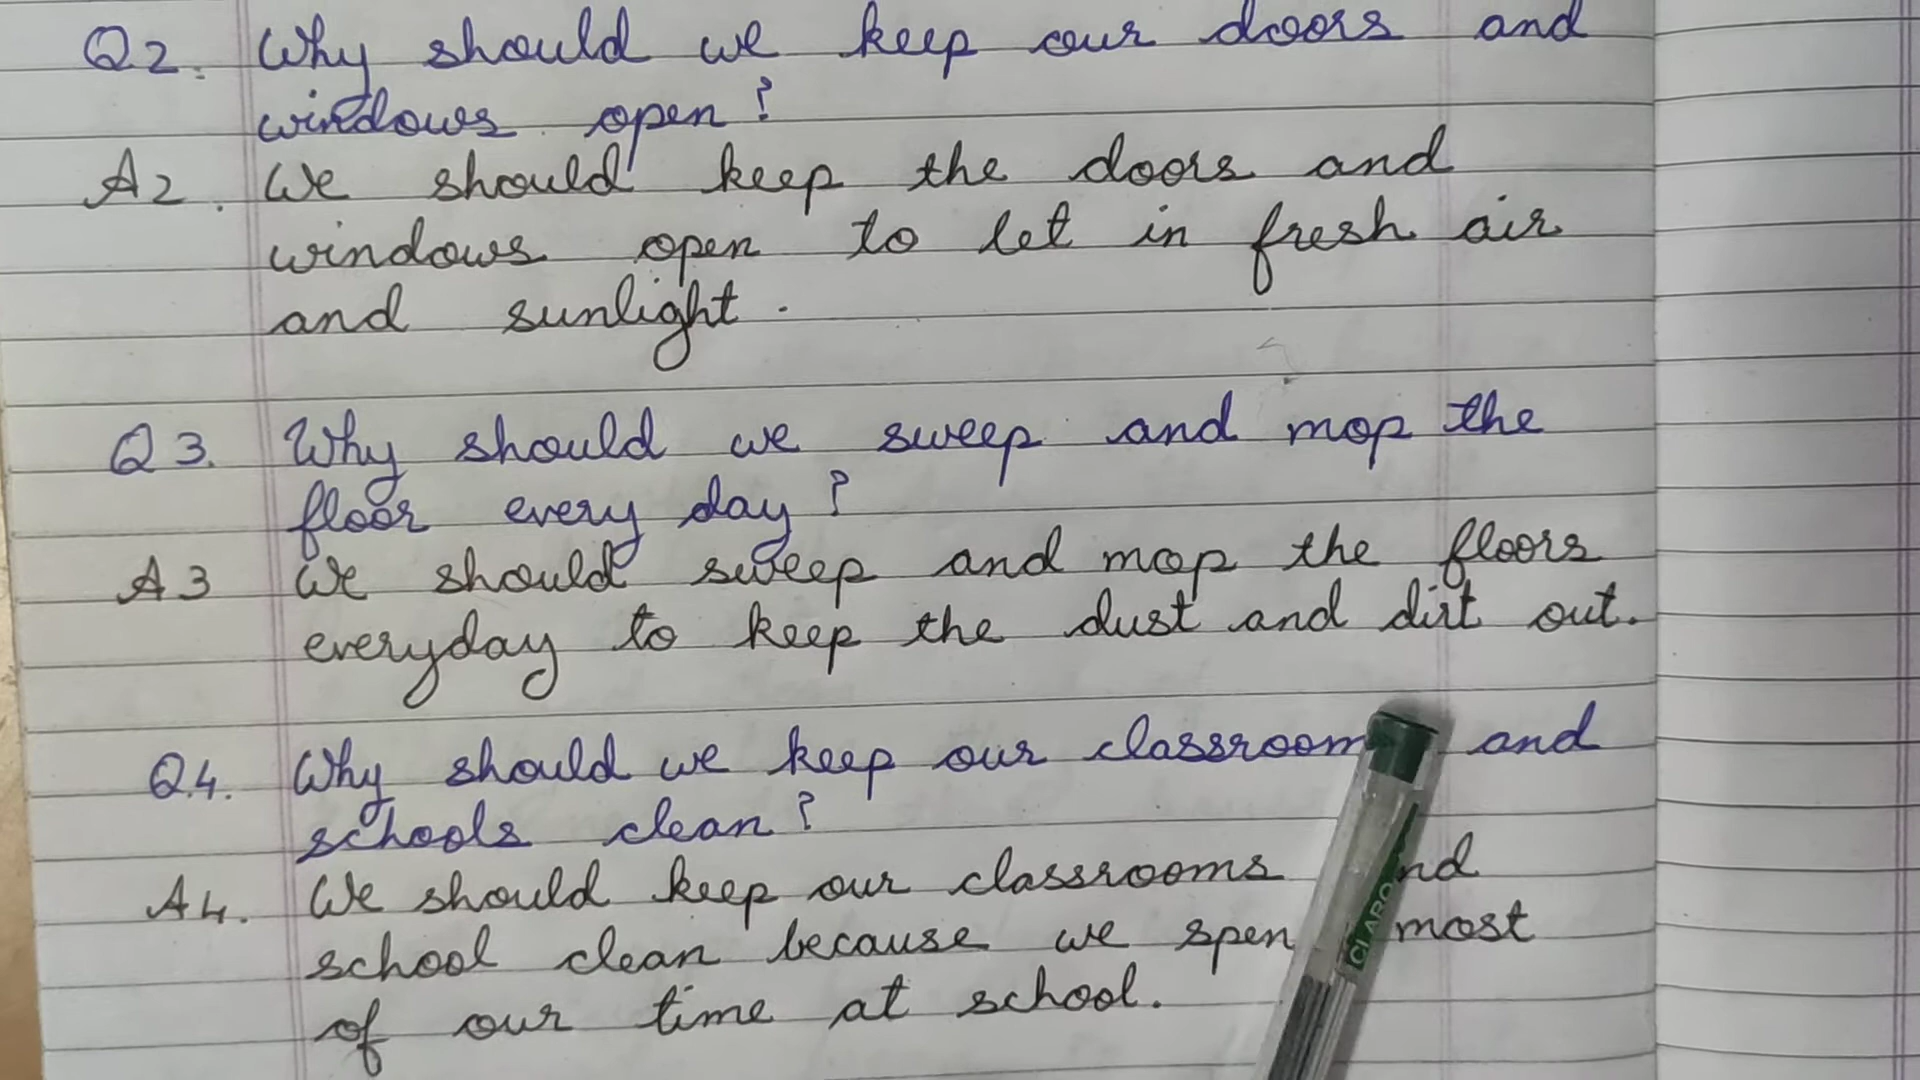 Q2. Why should we keep our doors and
windows open?
A2. We should keep the doors and
windows open to let in fresh air
and sunlight.
Q3. Why should we sweep and mop the
floor every day?
A3 We should sweep and mop the floors
everyday to keep the dust and dirt out.
Q.4. Why should we keep our classroom and
schools clean?
A4. We should keep our classrooms
school clean because we most
of our time at school.